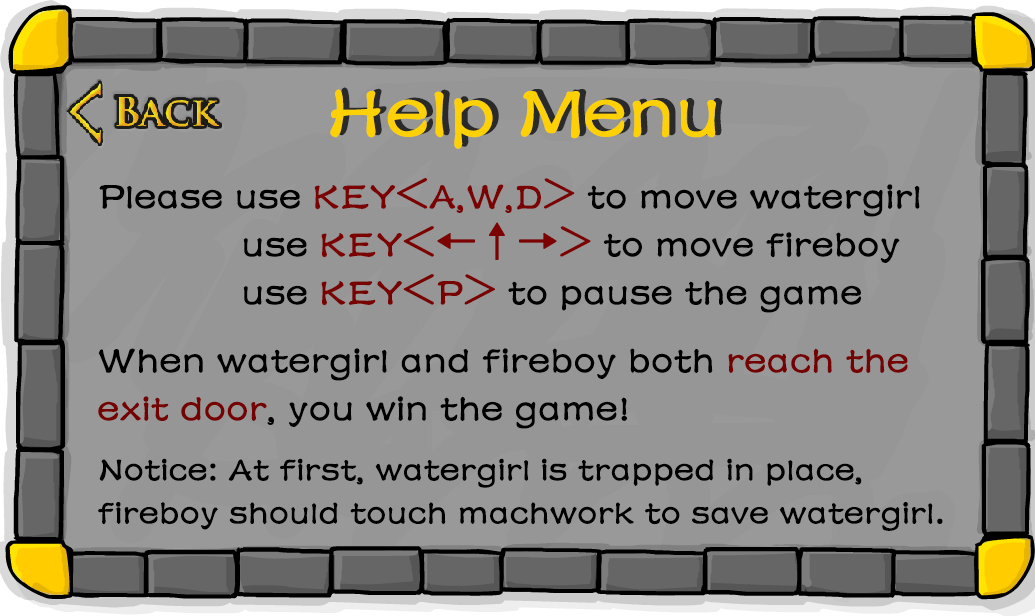 BACK
Help Menu
Please use KEY<A,W,D> to move watergirl
use KEY<← ↑ →> to move fireboy
use KEY<P> to pause the game
When watergirl and fireboy both reach the
exit door, you win the game!
Notice: At first, watergirl is trapped in place,
fireboy should touch machwork to save watergirl.